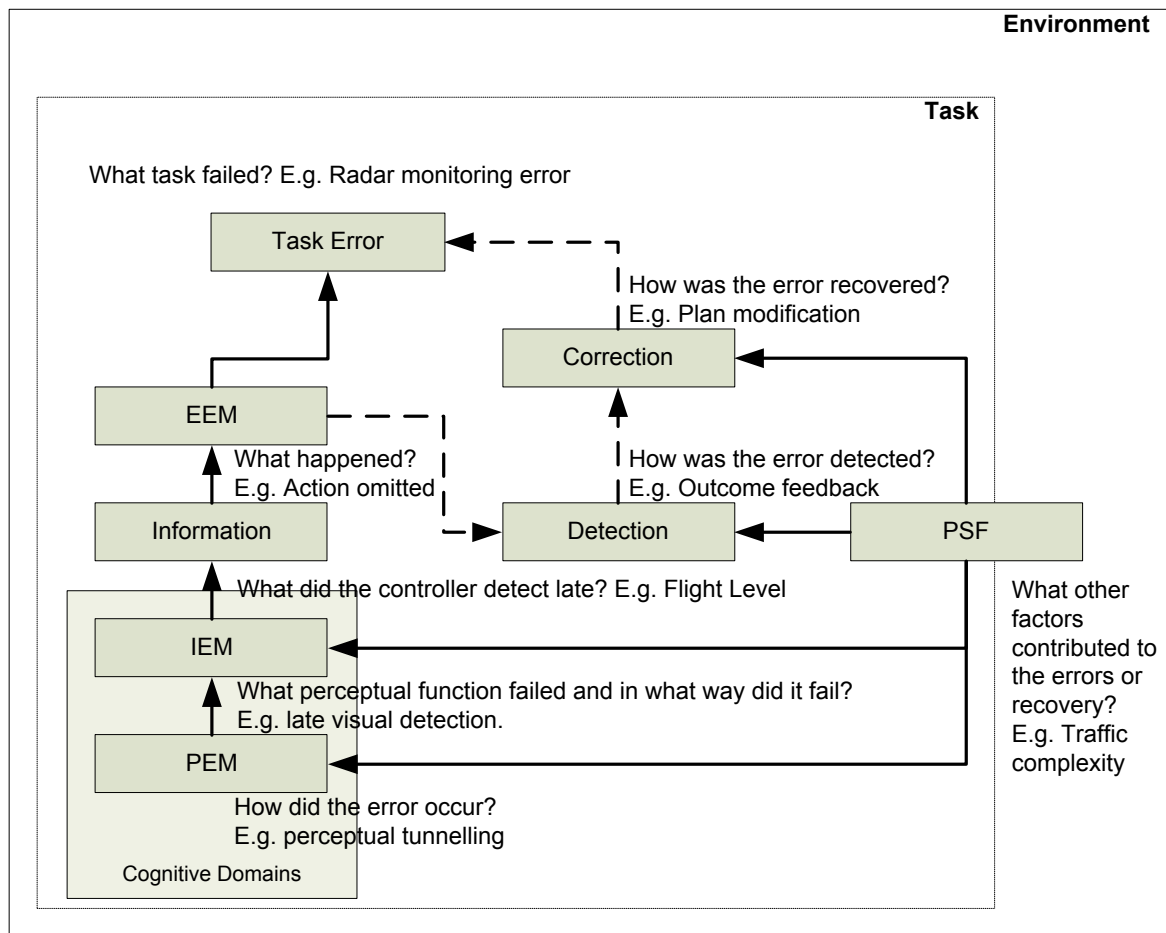 Environment
Task
What task failed? E.g. Radar monitoring error
Task Error
How was the error recovered?
E.g. Plan modification
Correction
EEM
What happened?
E.g. Action omitted
How was the error detected?
E.g. Outcome feedback
Information
Detection
PSF
What did the controller detect late? E.g. Flight Level
What other
factors
contributed to
the errors or
recovery?
E.g. Traffic
complexity
IEM
What perceptual function failed and in what way did it fail?
E.g. late visual detection.
PEM
How did the error occur?
E.g. perceptual tunnelling
Cognitive Domains